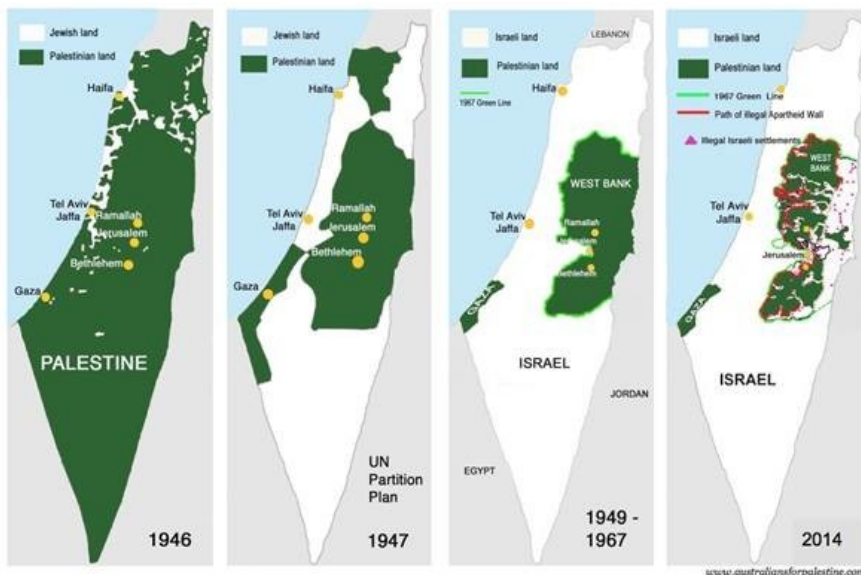 Jewish land
Palestinian land
Haifa
Tel Aviv
Jaffa
Ramallah
Jerusalem
Bethlehem
Gaza
PALESTINE
1946
Jewish land
Palestinian land
Haifa
Tel Aviv
Jaffa
Ramallah
Jerusalem
Bethlehem
Gaza
UN
Partition
Plan
1947
Israeli land
Palestinian land
1967 Green Line
LEBANON
Haifa
WEST BANK
Tel Aviv
Jaffa
Ramallah
Jerusalem
Bethlehem
GAZA
ISRAEL
JORDAN
EGYPT
1949 -
1967
Israeli land
Palestinian land
1967 Green Line
Path of illegal Apartheid Wall
Illegal Israeli settlements
WEST
BANK
Tel Aviv
Jaffa
Jerusalem
GAZA
ISRAEL
2014
www.australiansforpalestine.com